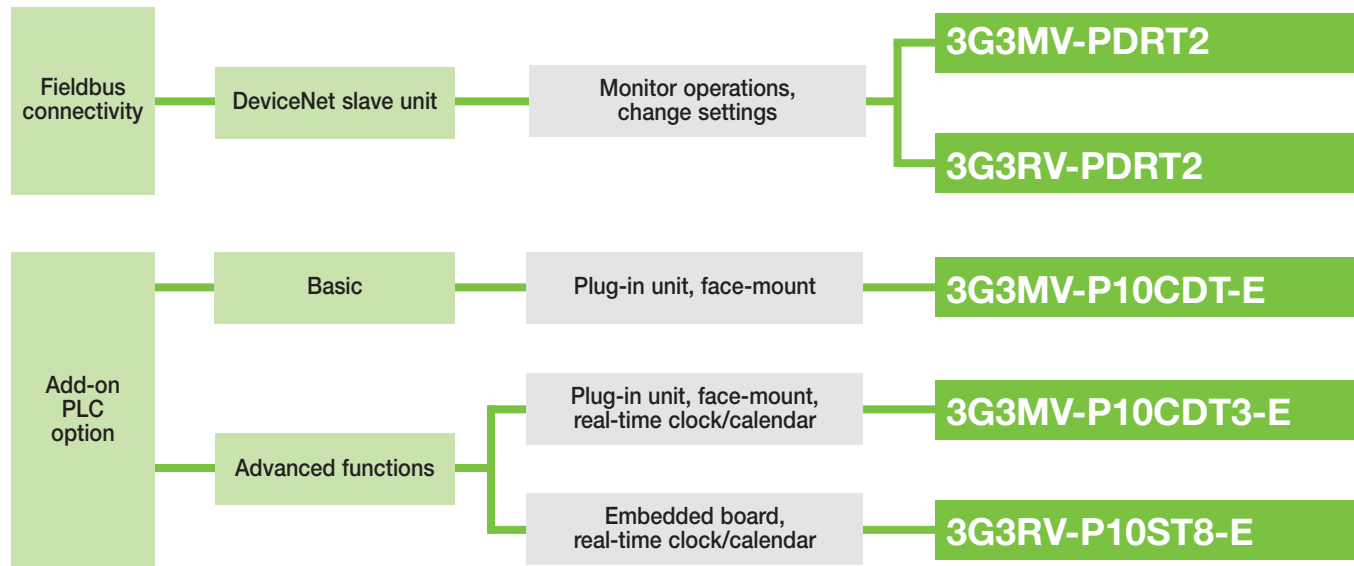 Fieldbus
connectivity
DeviceNet slave unit
Monitor operations,
change settings
3G3MV-PDRT2
3G3RV-PDRT2
Add-on
PLC
option
Basic
Plug-in unit, face-mount
3G3MV-P10CDT-E
Advanced functions
Plug-in unit, face-mount,
real-time clock/calendar
3G3MV-P10CDT3-E
Embedded board,
real-time clock/calendar
3G3RV-P10ST8-E